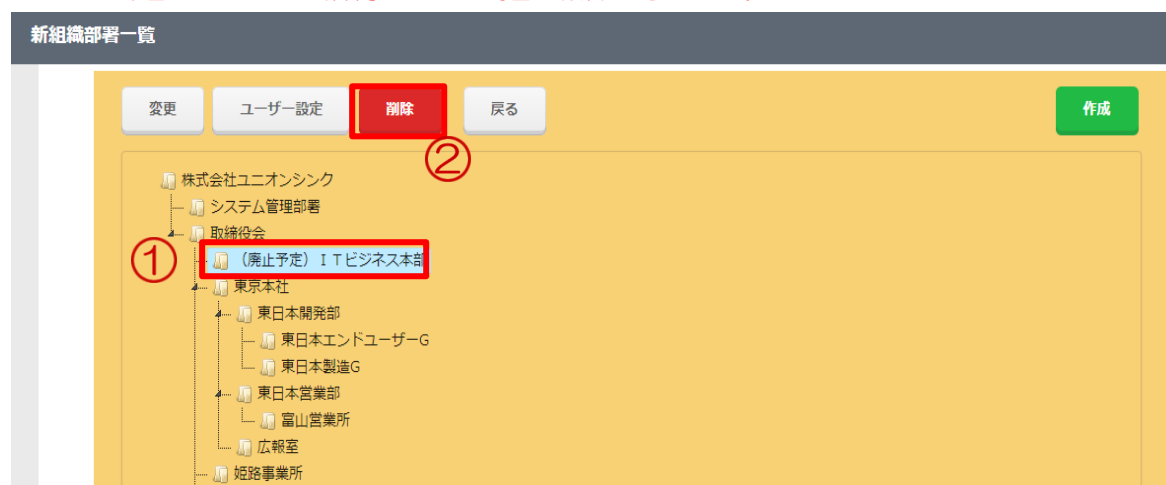 新組織部署一覧
変更 ユーザー設定 削除 戻る 作成
②
株式会社ユニオンシンク
システム管理部署
取締役会
① （廃止予定）ＩＴビジネス本部
東京本社
東日本開発部
東日本エンドユーザーG
東日本製造G
東日本営業部
富山営業所
広報室
姫路事業所